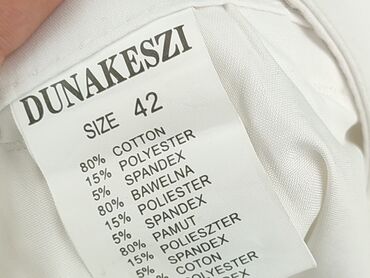 DUNAKESZI
SIZE 42
80% COTTON
15% POLYESTER
5% SPANDEX
80% BAWELNA
15% POLIESTER
5% SPANDEX
80% PAMUT
15% POLIESZTER
5% SPANDEX
COTON